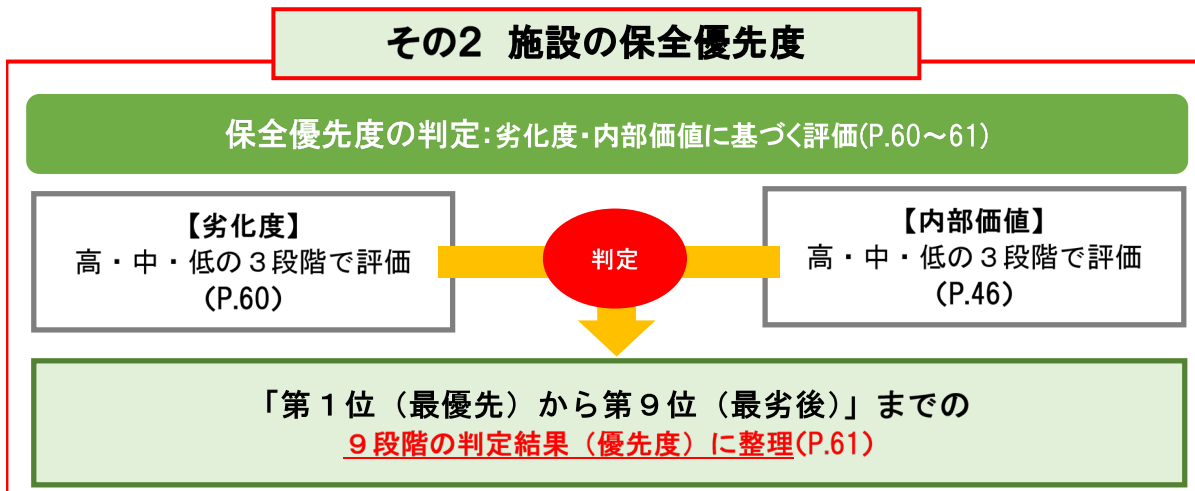 その2 施設の保全優先度
保全優先度の判定:劣化度・内部価値に基づく評価(P.60～61)
【劣化度】
高・中・低の３段階で評価
(P.60)
判定
【内部価値】
高・中・低の３段階で評価
(P.46)
「第１位（最優先）から第９位（最劣後）」までの
９段階の判定結果（優先度）に整理(P.61)